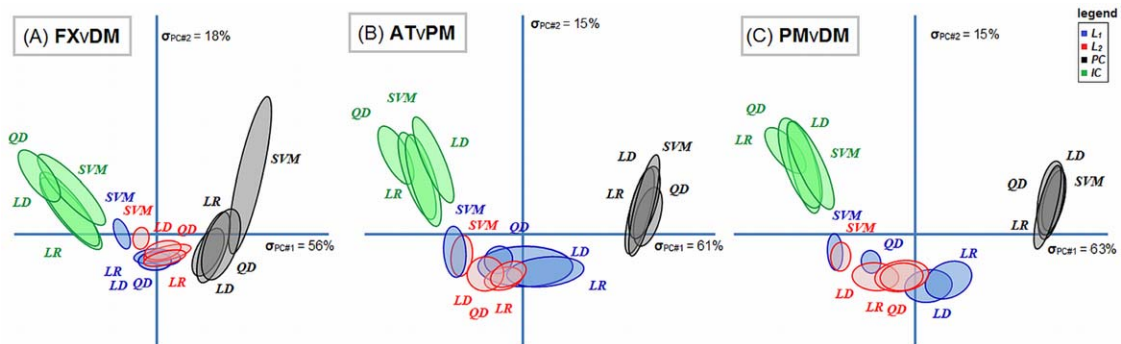 (A) FXvDM
σPC#2 = 18%
QD
SVM
LD
LR
SVM
SVM
LD
QD
LR
LD
QD
LR
LR
SVM
QD
LD
σPC#1 = 56%
(B) ATvPM
σPC#2 = 15%
SVM
QD
LD
LR
SVM
SVM
QD
LD
LR
LD
QD
LR
SVM
LD
LR
QD
σPC#1 = 61%
(C) PMvDM
σPC#2 = 15%
QD
LD
LR
SVM
SVM
QD
LR
LD
LR
QD
LD
LD
QD
SVM
LR
σPC#1 = 63%
legend
L1
L2
PC
IC